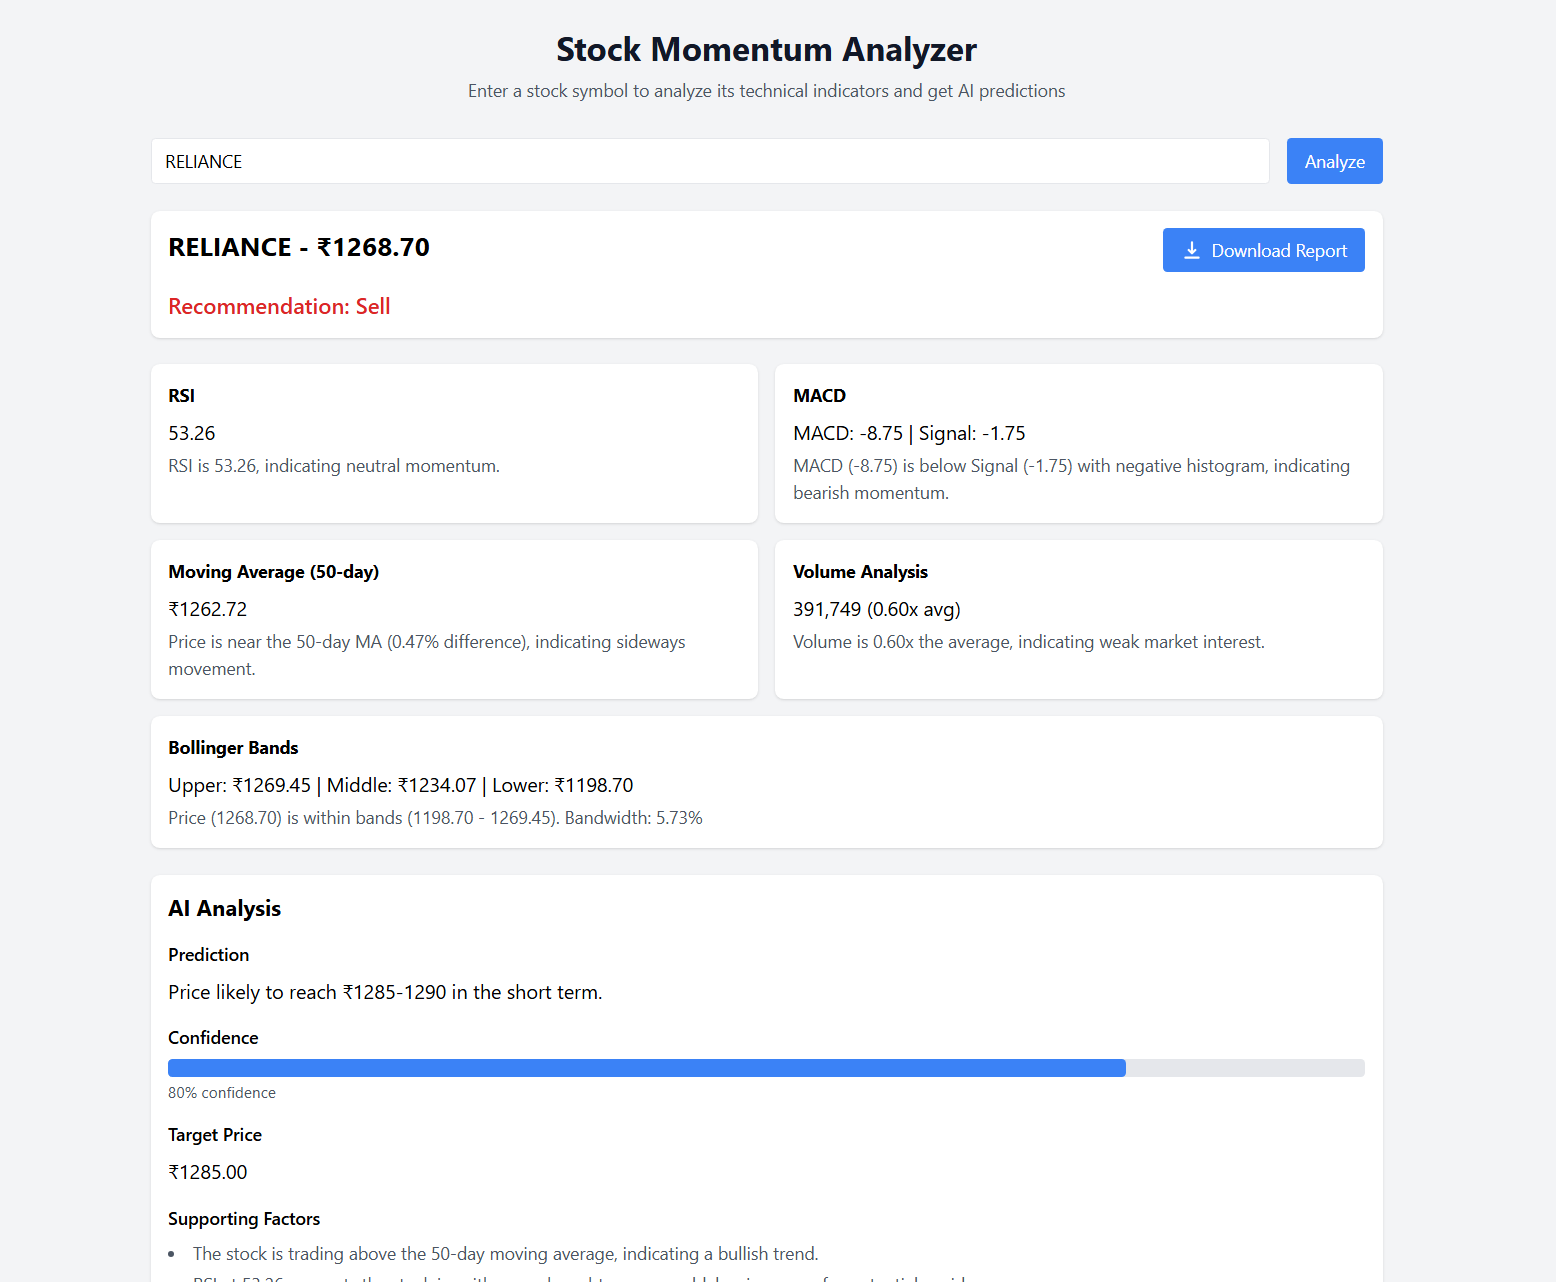 Stock Momentum Analyzer
Enter a stock symbol to analyze its technical indicators and get AI predictions
RELIANCE
Analyze
RELIANCE - ₹1268.70
Download Report
Recommendation: Sell
RSI
53.26
RSI is 53.26, indicating neutral momentum.
MACD
MACD: -8.75 | Signal: -1.75
MACD (-8.75) is below Signal (-1.75) with negative histogram, indicating
bearish momentum.
Moving Average (50-day)
₹1262.72
Price is near the 50-day MA (0.47% difference), indicating sideways
movement.
Volume Analysis
391,749 (0.60x avg)
Volume is 0.60x the average, indicating weak market interest.
Bollinger Bands
Upper: ₹1269.45 | Middle: ₹1234.07 | Lower: ₹1198.70
Price (1268.70) is within bands (1198.70 - 1269.45). Bandwidth: 5.73%
AI Analysis
Prediction
Price likely to reach ₹1285-1290 in the short term.
Confidence
80% confidence
Target Price
₹1285.00
Supporting Factors
• The stock is trading above the 50-day moving average, indicating a bullish trend.